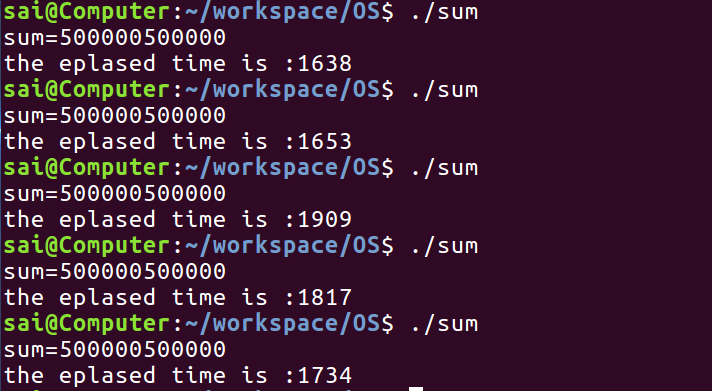 sai@Computer:~/workspace/OS$ ./sum
sum=500000500000
the eplased time is :1638
sai@Computer:~/workspace/OS$ ./sum
sum=500000500000
the eplased time is :1653
sai@Computer:~/workspace/OS$ ./sum
sum=500000500000
the eplased time is :1909
sai@Computer:~/workspace/OS$ ./sum
sum=500000500000
the eplased time is :1817
sai@Computer:~/workspace/OS$ ./sum
sum=500000500000
the eplased time is :1734